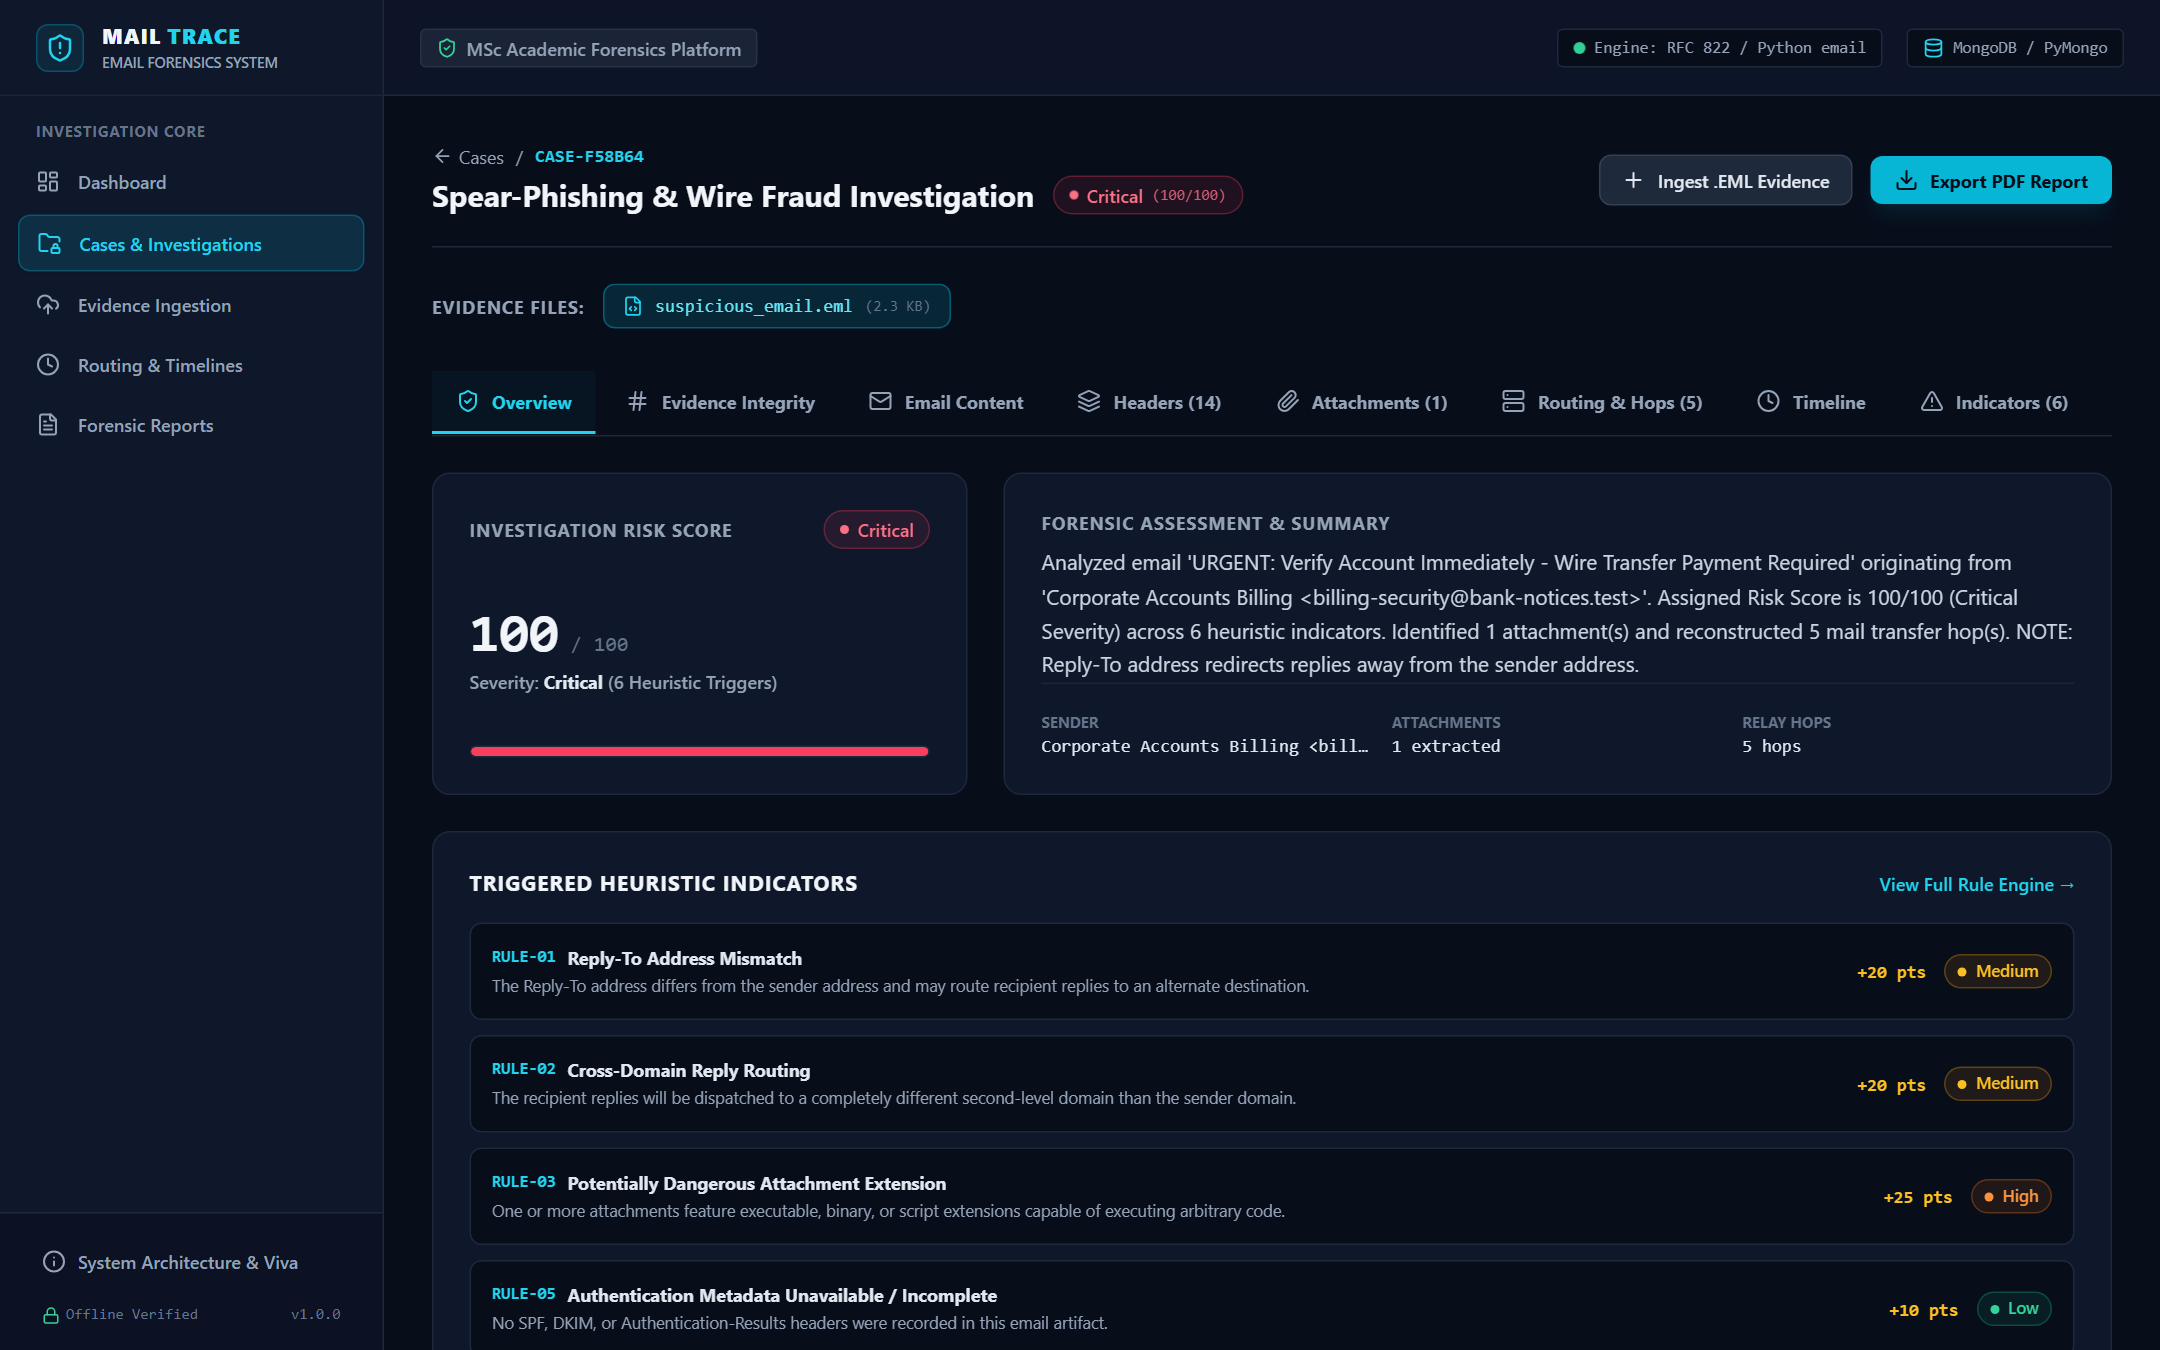 MAIL TRACE
EMAIL FORENSICS SYSTEM
MSc Academic Forensics Platform
Engine: RFC 822 / Python email
MongoDB / PyMongo
INVESTIGATION CORE
Dashboard
Cases & Investigations
Evidence Ingestion
Routing & Timelines
Forensic Reports
System Architecture & Viva
Offline Verified
v1.0.0
← Cases / CASE-F58B64
Spear-Phishing & Wire Fraud Investigation
Critical (100/100)
+ Ingest .EML Evidence
Export PDF Report
EVIDENCE FILES:
suspicious_email.eml (2.3 KB)
Overview
# Evidence Integrity
Email Content
Headers (14)
Attachments (1)
Routing & Hops (5)
Timeline
Indicators (6)
INVESTIGATION RISK SCORE
Critical
100 / 100
Severity: Critical (6 Heuristic Triggers)
FORENSIC ASSESSMENT & SUMMARY
Analyzed email 'URGENT: Verify Account Immediately - Wire Transfer Payment Required' originating from
'Corporate Accounts Billing <billing-security@bank-notices.test>'. Assigned Risk Score is 100/100 (Critical
Severity) across 6 heuristic indicators. Identified 1 attachment(s) and reconstructed 5 mail transfer hop(s). NOTE:
Reply-To address redirects replies away from the sender address.
SENDER
Corporate Accounts Billing <bill…
ATTACHMENTS
1 extracted
RELAY HOPS
5 hops
TRIGGERED HEURISTIC INDICATORS
View Full Rule Engine →
RULE-01 Reply-To Address Mismatch
The Reply-To address differs from the sender address and may route recipient replies to an alternate destination.
+20 pts
Medium
RULE-02 Cross-Domain Reply Routing
The recipient replies will be dispatched to a completely different second-level domain than the sender domain.
+20 pts
Medium
RULE-03 Potentially Dangerous Attachment Extension
One or more attachments feature executable, binary, or script extensions capable of executing arbitrary code.
+25 pts
High
RULE-05 Authentication Metadata Unavailable / Incomplete
No SPF, DKIM, or Authentication-Results headers were recorded in this email artifact.
+10 pts
Low